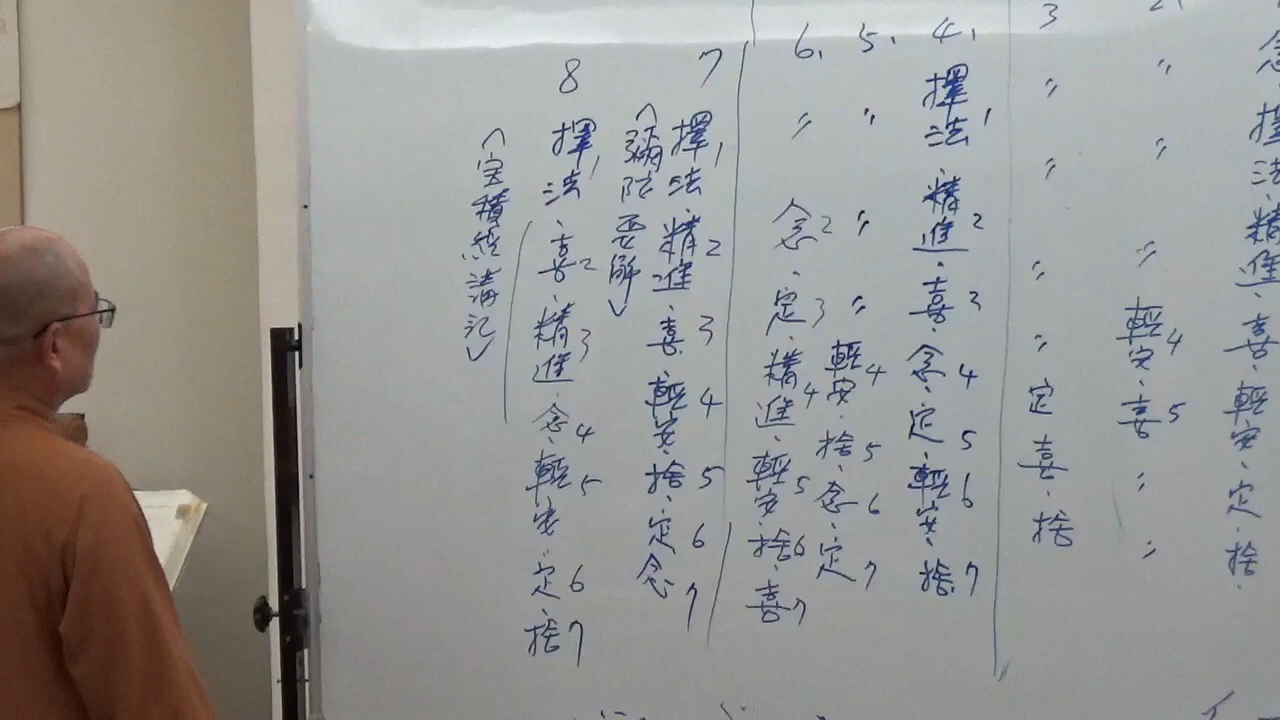 念、擇法、精進、喜、輕安、定、捨.
2. 〃 〃 〃 輕安4、喜5 〃 〃
3 〃 〃 〃 〃 定 喜、捨
4. 擇法1、精進2、喜3、念4、定5、輕安6、捨7
5. 〃 〃 〃 輕安4、捨5、念6、定7
6. 〃 念2、定3、精進4、輕安5、捨6、喜7
7 擇法1、精進2、喜3、輕安4、捨5、定6、念7
(彌陀要解)
8 擇法1、喜2、精進3、念4、輕安5、定6、捨7
(宝積經講記)